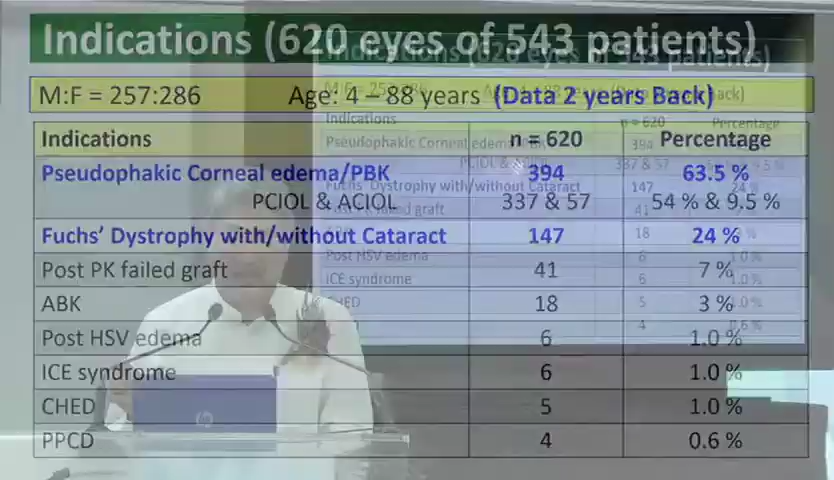 Indications (620 eyes of 543 patients)
M:F = 257:286 Age: 4 – 88 years (Data 2 years Back)
Indications n = 620 Percentage
Pseudophakic Corneal edema/PBK 394 63.5 %
PCIOL & ACIOL 337 & 57 54 % & 9.5 %
Fuchs' Dystrophy with/without Cataract 147 24 %
Post PK failed graft 41 7 %
ABK 18 3 %
Post HSV edema 6 1.0 %
ICE syndrome 6 1.0 %
CHED 5 1.0 %
PPCD 4 0.6 %
hp